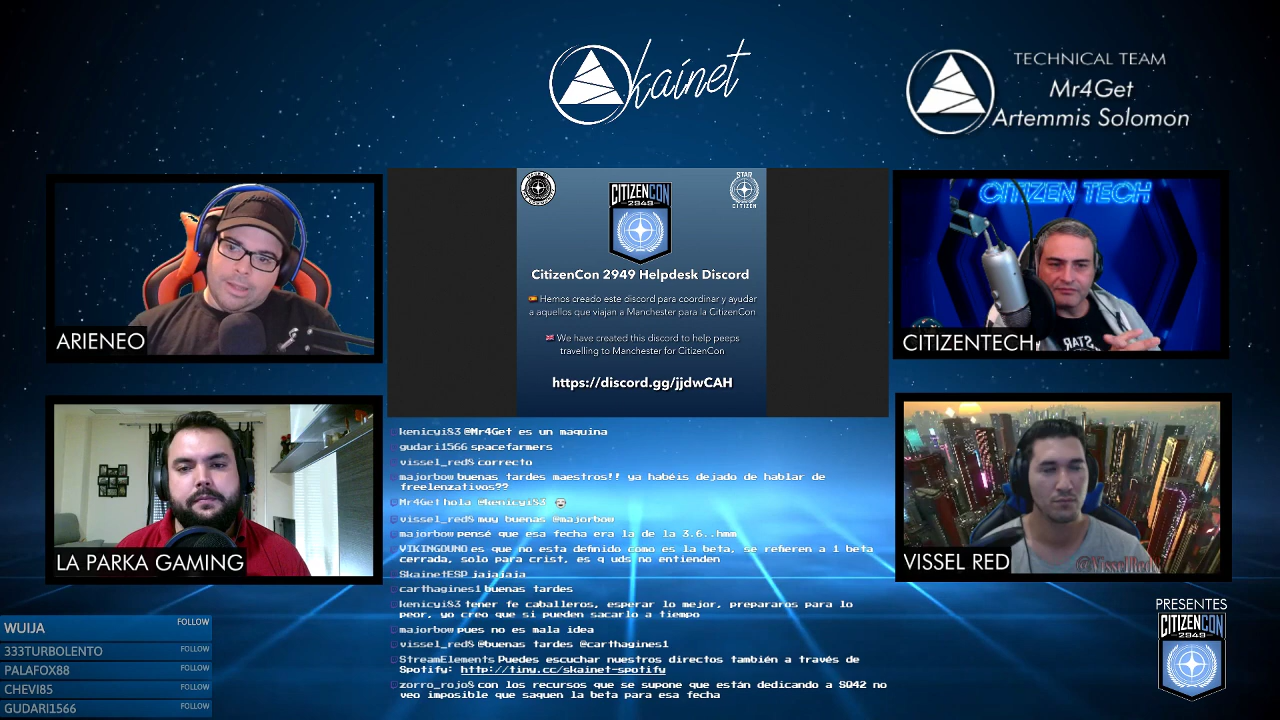 Skainet
TECHNICAL TEAM
Mr4Get
Artemmis Solomon
STAR
CITIZEN
CITIZENCON
2949
CitizenCon 2949 Helpdesk Discord
Hemos creado este discord para coordinar y ayudar
a aquellos que viajan a Manchester para la CitizenCon
We have created this discord to help peeps
travelling to Manchester for CitizenCon
https://discord.gg/jjdwCAH
ARIENEO
CITIZEN TECH
STAR
CITIZENTECH
LA PARKA GAMING
VISSEL RED
@VisselRed
kenicyi83 @Mr4Get es un maquina
gudari1566 spacefarmers
vissel_red8 correcto
majorbow buenas tardes maestros!! ya habéis dejado de hablar de
freelenzativos??
Mr4Get hola @kenicyi83
vissel_red8 muy buenas @majorbow
majorbow pensé que esa fecha era la de la 3.6..hmm
VIKINGOUNO es que no esta definido como es la beta, se refieren a 1 beta
cerrada, solo para crist, es q uds no entienden
SkainetESP jajajaja
carthagines1 buenas tardes
kenicyi83 tener fe caballeros, esperar lo mejor, prepararos para lo
peor, yo creo que si pueden sacarlo a tiempo
majorbow pues no es mala idea
vissel_red8 @buenas tardes @carthagines1
StreamElements Puedes escuchar nuestros directos también a través de
Spotify: http://tiny.cc/skainet-spotify
zorro_rojo8 con los recursos que se supone que están dedicando a SQ42 no
veo imposible que saquen la beta para esa fecha
WUIJA FOLLOW
333TURBOLENTO FOLLOW
PALAFOX88 FOLLOW
CHEVI85 FOLLOW
GUDARI1566 FOLLOW
PRESENTES
CITIZENCON
2949